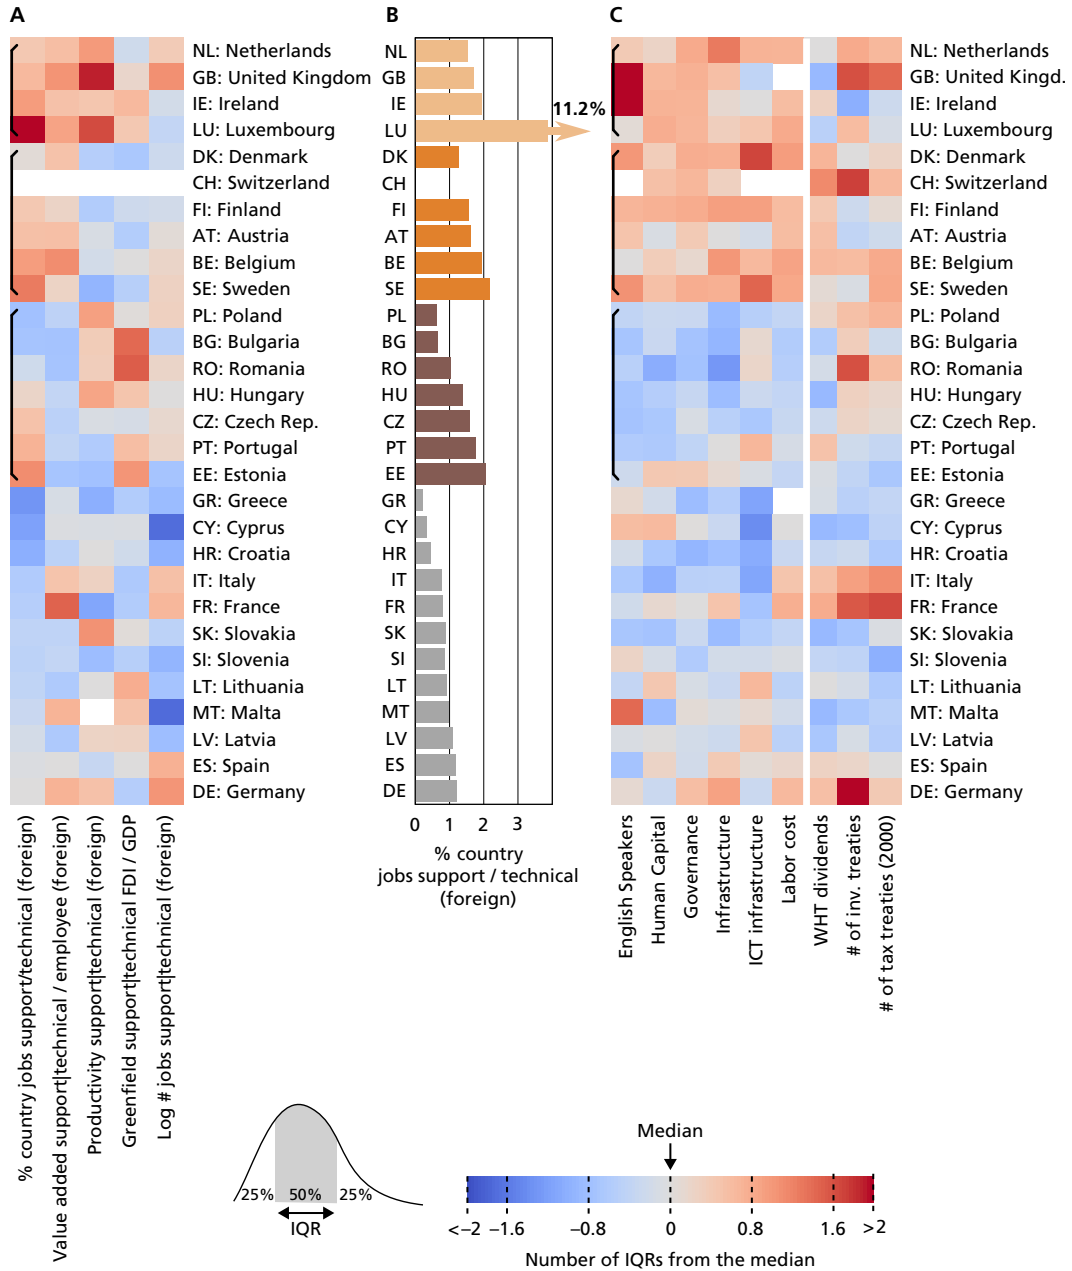 A
B
C
NL: Netherlands
GB: United Kingdom
IE: Ireland
LU: Luxembourg
DK: Denmark
CH: Switzerland
FI: Finland
AT: Austria
BE: Belgium
SE: Sweden
PL: Poland
BG: Bulgaria
RO: Romania
HU: Hungary
CZ: Czech Rep.
PT: Portugal
EE: Estonia
GR: Greece
CY: Cyprus
HR: Croatia
IT: Italy
FR: France
SK: Slovakia
SI: Slovenia
LT: Lithuania
MT: Malta
LV: Latvia
ES: Spain
DE: Germany
% country jobs support/technical (foreign)
Value added support|technical / employee (foreign)
Productivity support|technical (foreign)
Greenfield support|technical FDI / GDP
Log # jobs support|technical (foreign)
NL
GB
IE
LU
DK
CH
FI
AT
BE
SE
PL
BG
RO
HU
CZ
PT
EE
GR
CY
HR
IT
FR
SK
SI
LT
MT
LV
ES
DE
11.2%
0 1 2 3
% country
jobs support / technical
(foreign)
NL: Netherlands
GB: United Kingd.
IE: Ireland
LU: Luxembourg
DK: Denmark
CH: Switzerland
FI: Finland
AT: Austria
BE: Belgium
SE: Sweden
PL: Poland
BG: Bulgaria
RO: Romania
HU: Hungary
CZ: Czech Rep.
PT: Portugal
EE: Estonia
GR: Greece
CY: Cyprus
HR: Croatia
IT: Italy
FR: France
SK: Slovakia
SI: Slovenia
LT: Lithuania
MT: Malta
LV: Latvia
ES: Spain
DE: Germany
English Speakers
Human Capital
Governance
Infrastructure
ICT infrastructure
Labor cost
WHT dividends
# of inv. treaties
# of tax treaties (2000)
25% 50% 25%
IQR
Median
<−2 −1.6 −0.8 0 0.8 1.6 >2
Number of IQRs from the median